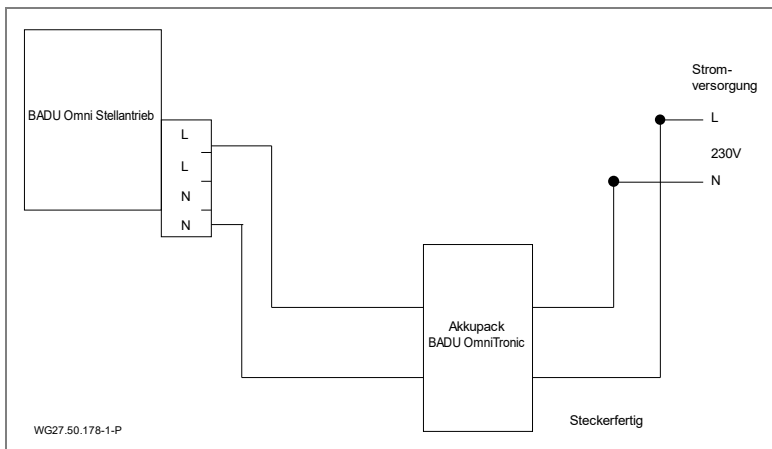 BADU Omni Stellantrieb
L
L
N
N
Strom-
versorgung
L
230V
N
Akkupack
BADU OmniTronic
Steckerfertig
WG27.50.178-1-P